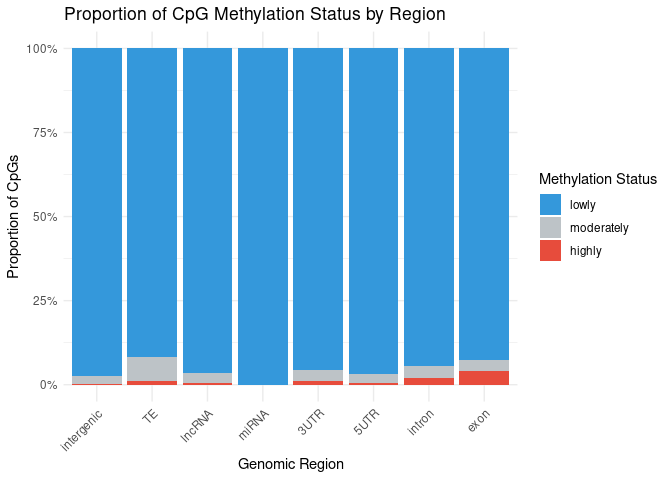 Proportion of CpG Methylation Status by Region
100%
75%
50%
25%
0%
Proportion of CpGs
intergenic
TE
lncRNA
miRNA
3UTR
5UTR
intron
exon
Genomic Region
Methylation Status
lowly
moderately
highly